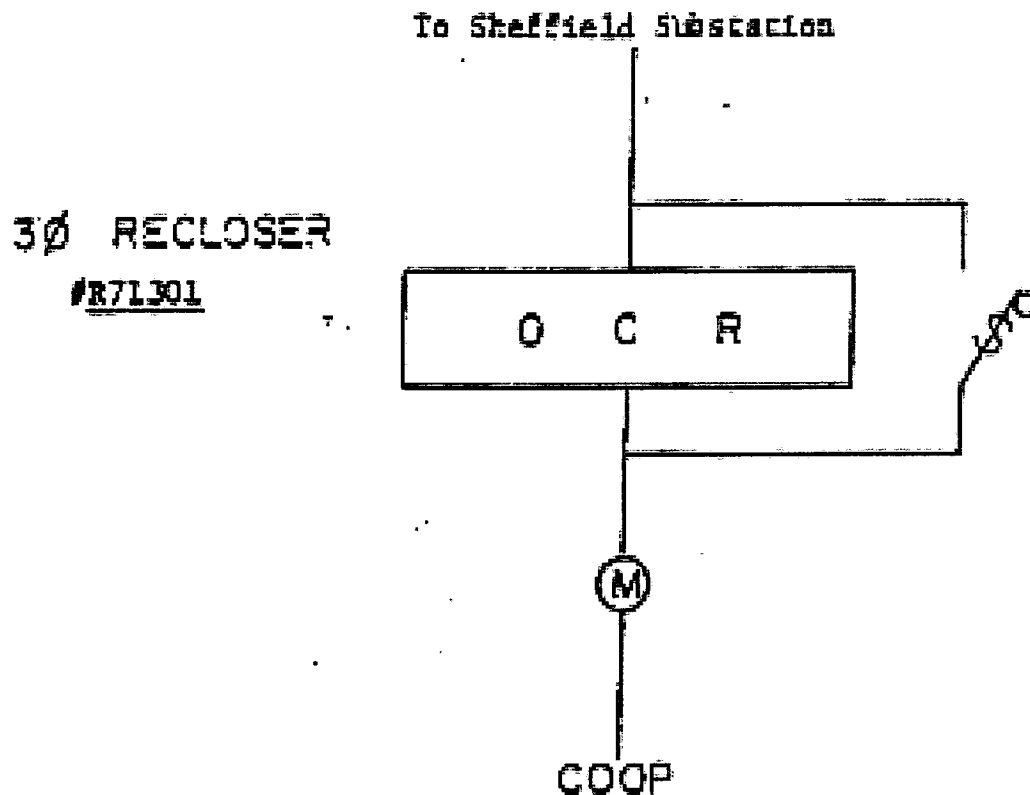 To Sheffield Substation
3Ø RECLOSER
#R71301
O C R
M
COOP